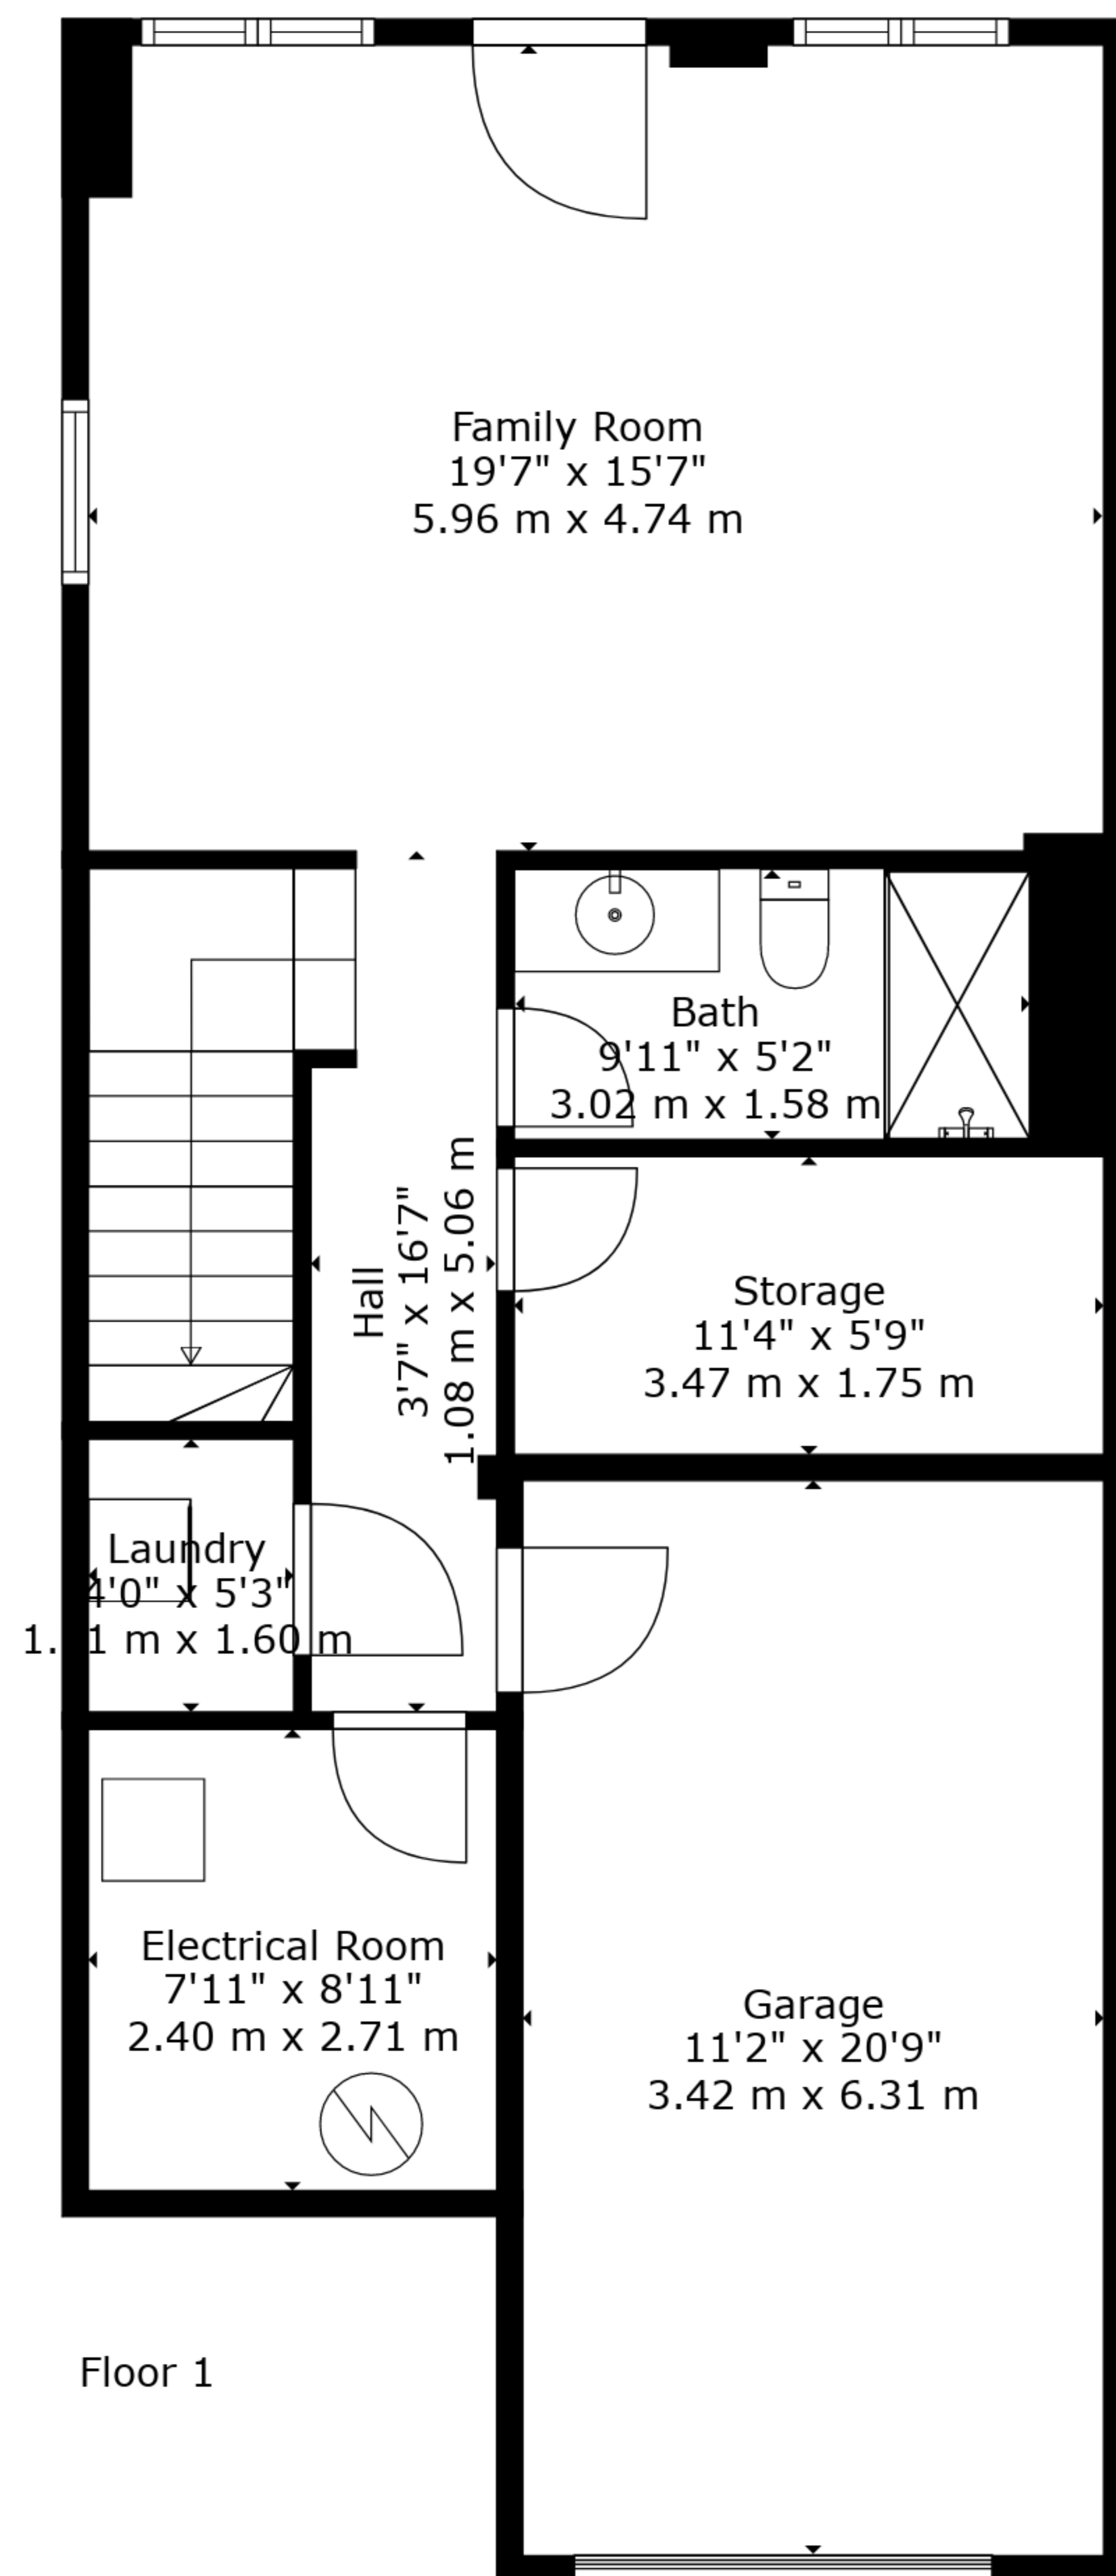 Family Room
19'7" x 15'7"
5.96 m x 4.74 m
Bath
9'11" x 5'2"
3.02 m x 1.58 m
Hall
3'7" x 16'7"
1.08 m x 5.06 m
Storage
11'4" x 5'9"
3.47 m x 1.75 m
Laundry
4'0" x 5'3"
m x 1.60 m
Electrical Room
7'11" x 8'11"
2.40 m x 2.71 m
Garage
11'2" x 20'9"
3.42 m x 6.31 m
Floor 1